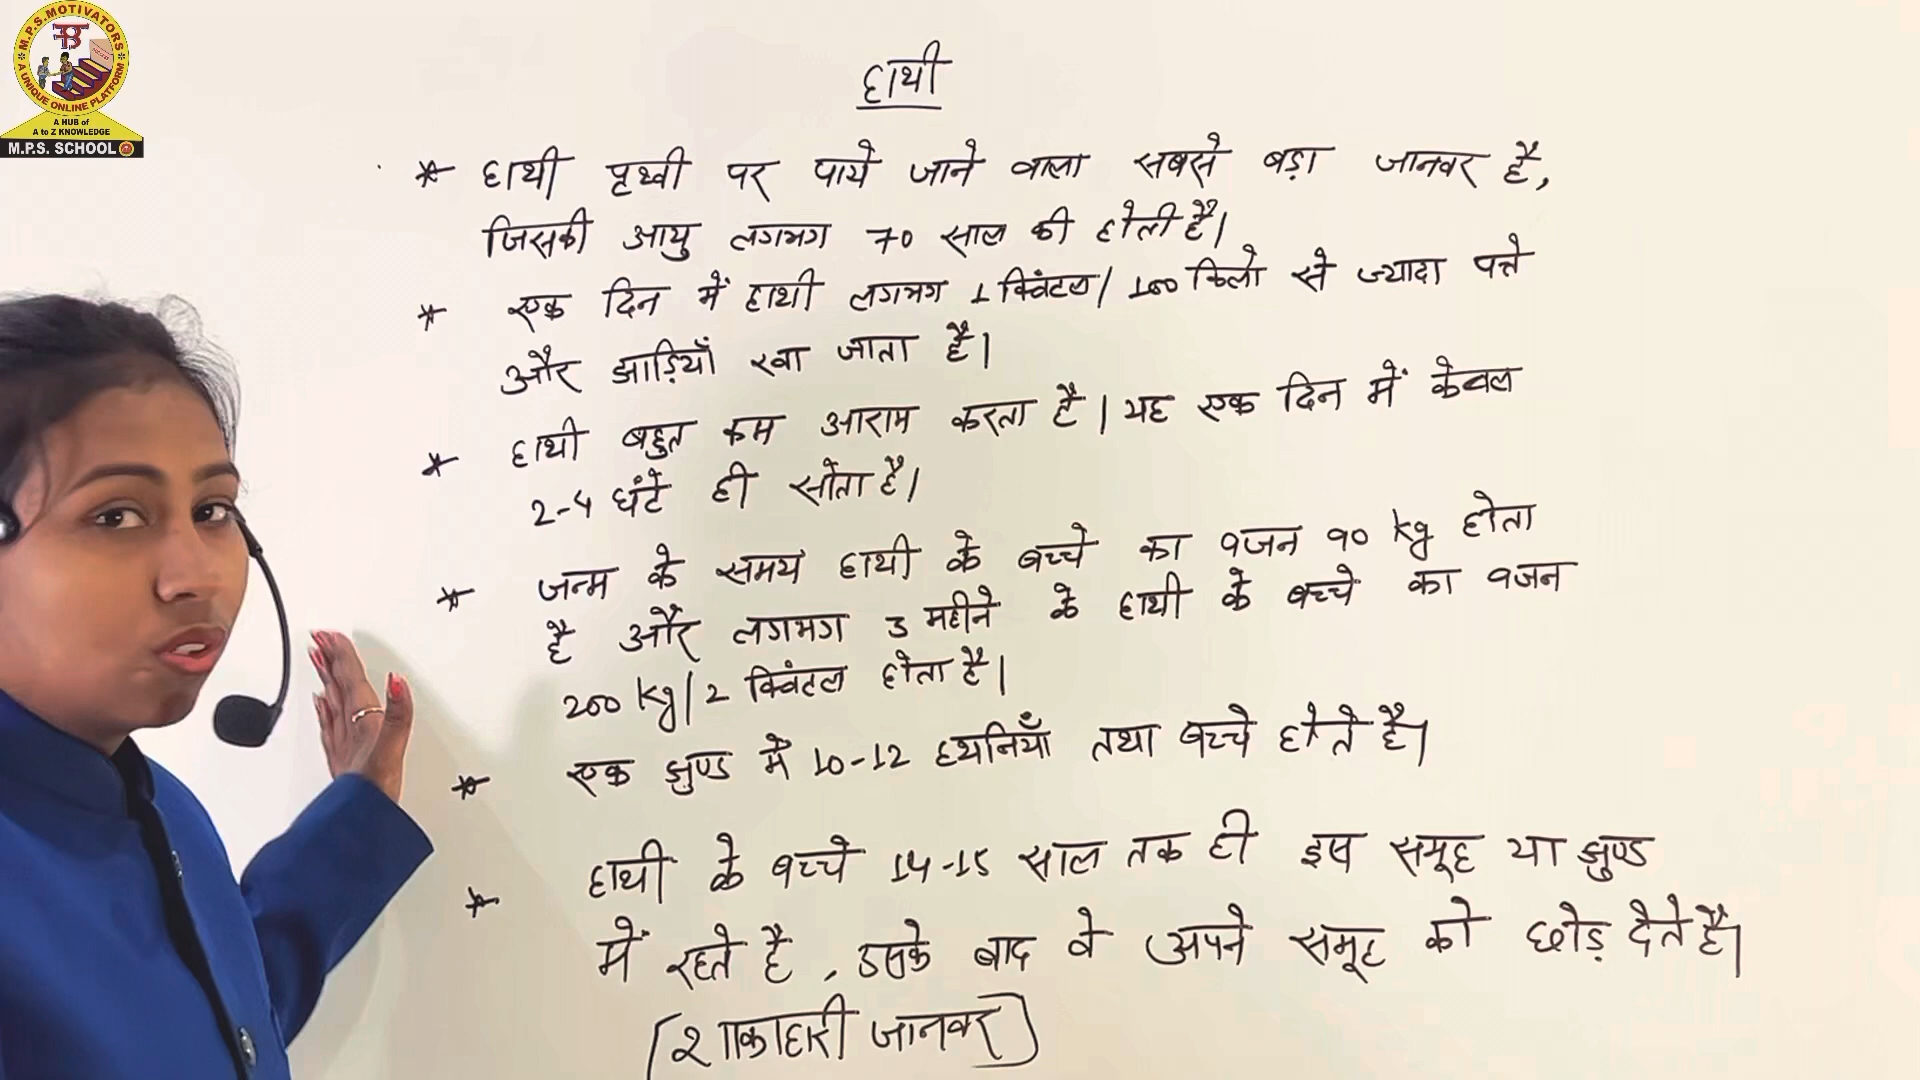 M.P.S.MOTIVATORS
A UNIQUE ONLINE PLATFORM
A HUB of
A to Z KNOWLEDGE
M.P.S. SCHOOL
हाथी
* हाथी पृथ्वी पर पाये जाने वाला सबसे बड़ा जानवर है,
जिसकी आयु लगभग 70 साल की होती है।
* एक दिन में हाथी लगभग 1 क्विंटल/100 किलो से ज्यादा पत्ते
और झाड़ियाँ खा जाता है।
* हाथी बहुत कम आराम करता है। यह एक दिन में केवल
2-4 घंटे ही सोता है।
* जन्म के समय हाथी के बच्चे का वजन 90 kg होता
है और लगभग 3 महीने के हाथी के बच्चे का वजन
200 kg/2 क्विंटल होता है।
* एक झुण्ड में 10-12 हथनियाँ तथा बच्चे होते है।
* हाथी के बच्चे 14-15 साल तक ही इस समूह या झुण्ड
में रहते है, उसके बाद वे अपने समूह को छोड़ देते है।
[शाकाहारी जानवर]